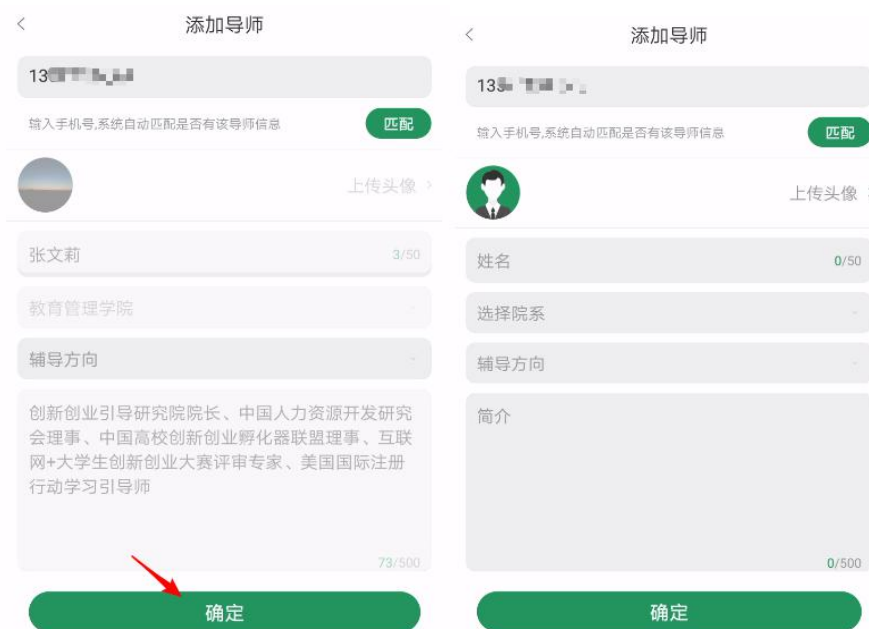 添加导师
13
输入手机号,系统自动匹配是否有该导师信息
匹配
上传头像
张文莉
3/50
教育管理学院
辅导方向
创新创业引导研究院院长、中国人力资源开发研究
会理事、中国高校创新创业孵化器联盟理事、互联
网+大学生创新创业大赛评审专家、美国国际注册
行动学习引导师
73/500
确定
添加导师
133
输入手机号,系统自动匹配是否有该导师信息
匹配
上传头像
姓名
0/50
选择院系
辅导方向
简介
0/500
确定